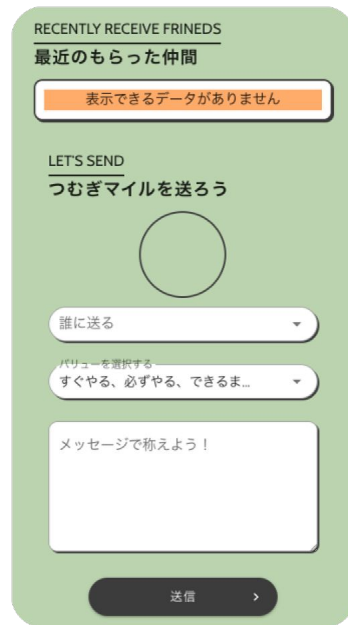 RECENTLY RECEIVE FRINEDS
最近のもらった仲間
表示できるデータがありません
LET'S SEND
つむぎマイルを送ろう
誰に送る
バリューを選択する
すぐやる、必ずやる、できるま...
メッセージで称えよう！
送信